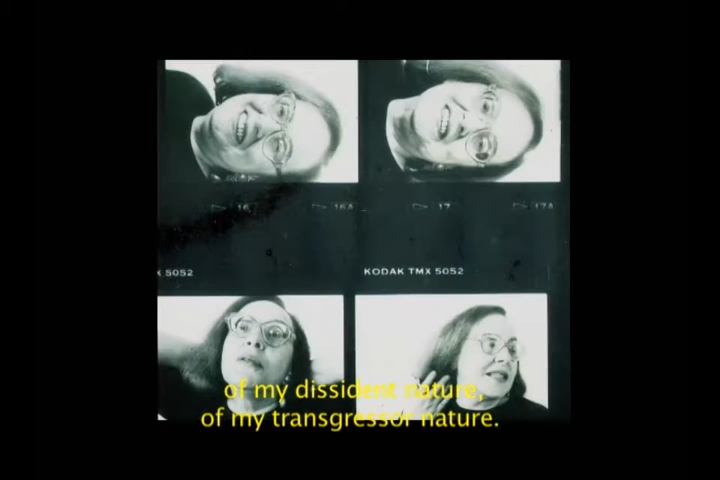 16 16A 17 17A
X 5052 KODAK TMX 5052
of my dissident nature,
of my transgressor nature.